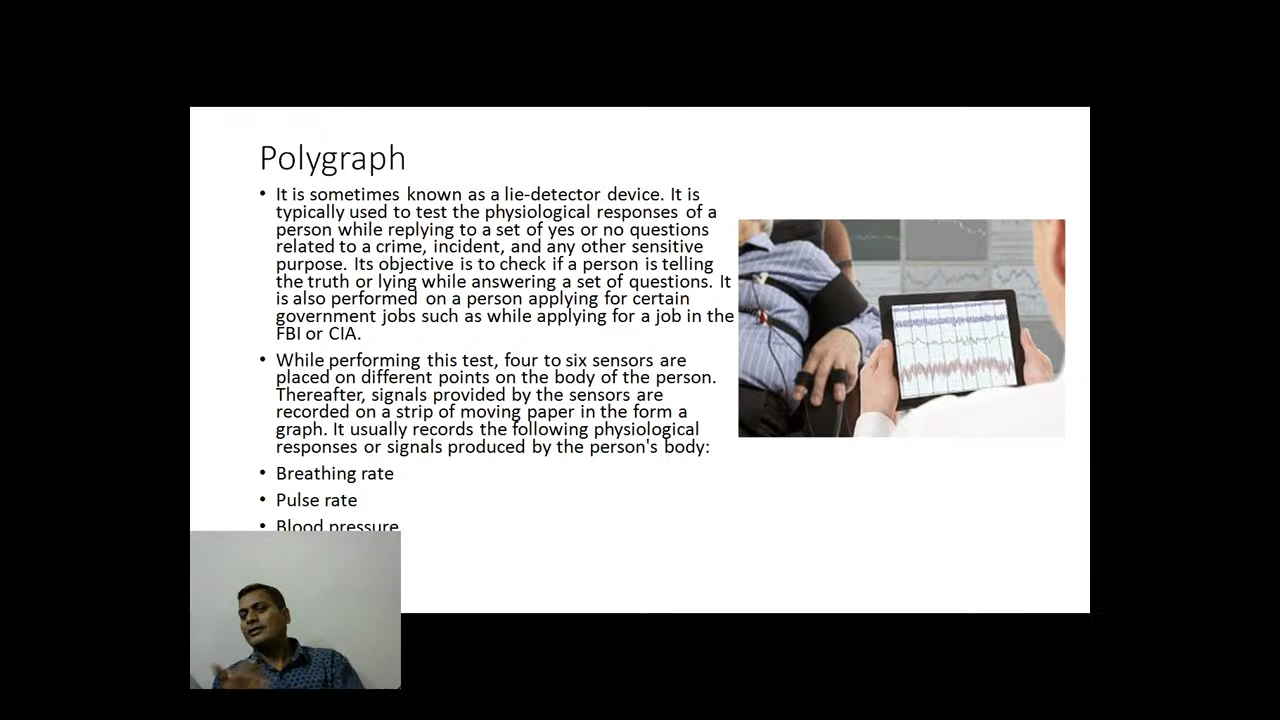 Polygraph
• It is sometimes known as a lie-detector device. It is
typically used to test the physiological responses of a
person while replying to a set of yes or no questions
related to a crime, incident, and any other sensitive
purpose. Its objective is to check if a person is telling
the truth or lying while answering a set of questions. It
is also performed on a person applying for certain
government jobs such as while applying for a job in the
FBI or CIA.
• While performing this test, four to six sensors are
placed on different points on the body of the person.
Thereafter, signals provided by the sensors are
recorded on a strip of moving paper in the form a
graph. It usually records the following physiological
responses or signals produced by the person's body:
• Breathing rate
• Pulse rate
• Blood pressure